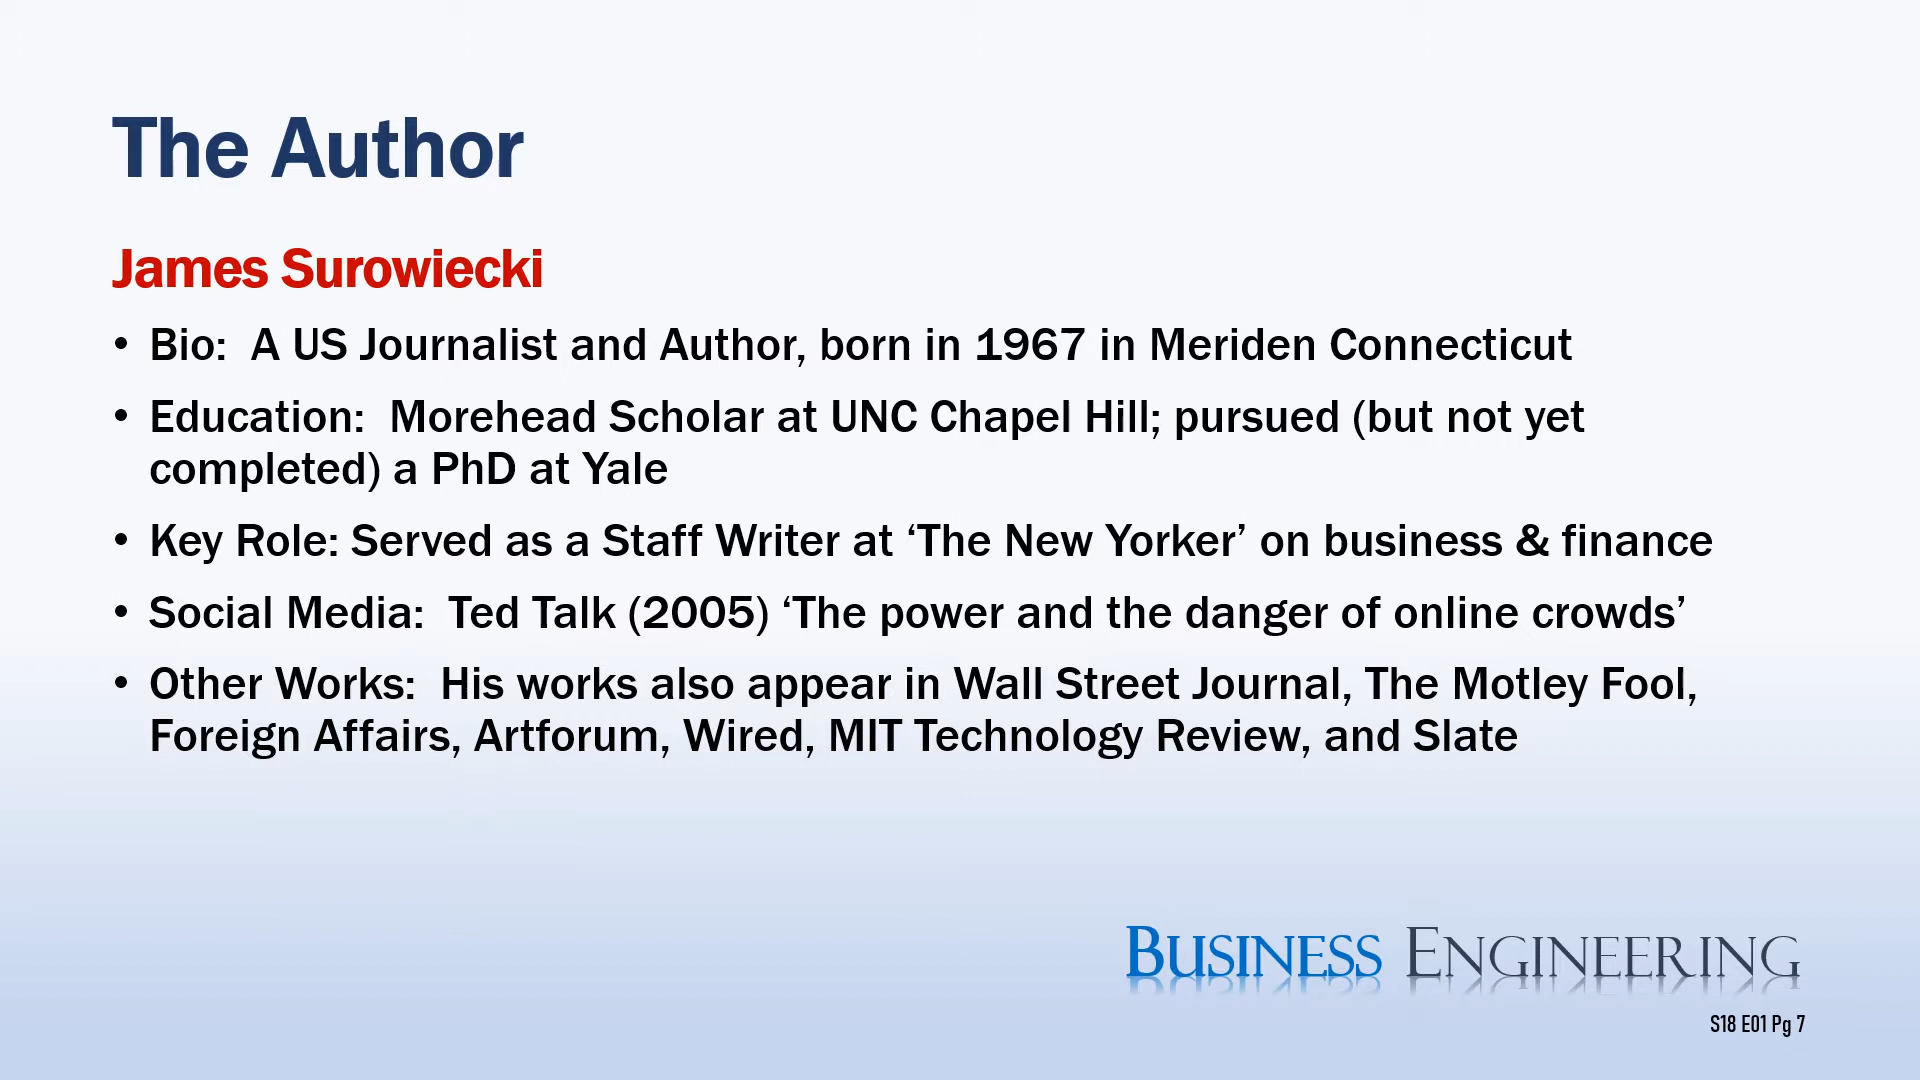 The Author
James Surowiecki
• Bio:  A US Journalist and Author, born in 1967 in Meriden Connecticut
• Education:  Morehead Scholar at UNC Chapel Hill; pursued (but not yet
completed) a PhD at Yale
• Key Role: Served as a Staff Writer at ‘The New Yorker’ on business & finance
• Social Media:  Ted Talk (2005) ‘The power and the danger of online crowds’
• Other Works:  His works also appear in Wall Street Journal, The Motley Fool,
Foreign Affairs, Artforum, Wired, MIT Technology Review, and Slate
BUSINESS ENGINEERING
S18 E01 Pg 7